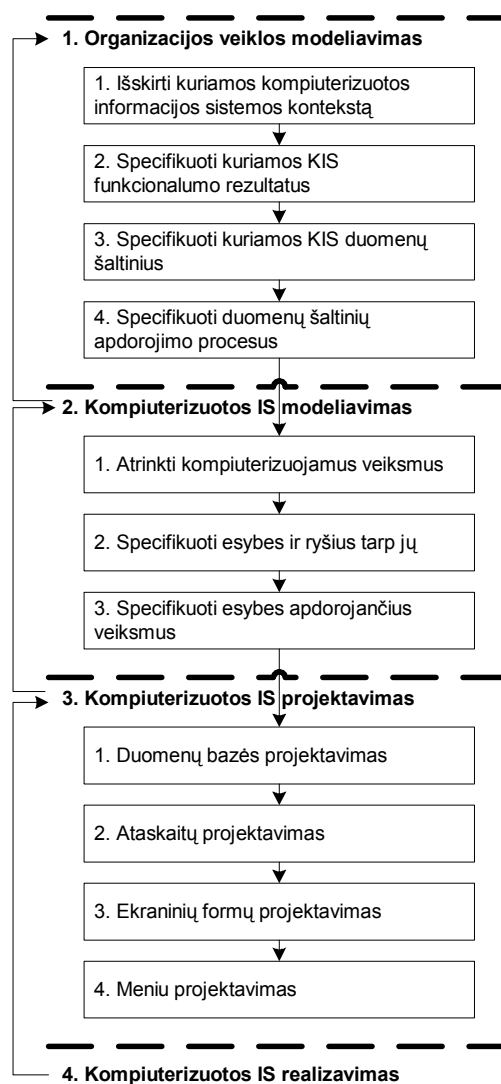 1. Organizacijos veiklos modeliavimas
1. Išskirti kuriamos kompiuterizuotos
informacijos sistemos kontekstą
2. Specifikuoti kuriamos KIS
funkcionalumo rezultatus
3. Specifikuoti kuriamos KIS duomenų
šaltinius
4. Specifikuoti duomenų šaltinių
apdorojimo procesus
2. Kompiuterizuotos IS modeliavimas
1. Atrinkti kompiuterizuojamus veiksmus
2. Specifikuoti esybes ir ryšius tarp jų
3. Specifikuoti esybes apdorojančius
veiksmus
3. Kompiuterizuotos IS projektavimas
1. Duomenų bazės projektavimas
2. Ataskaitų projektavimas
3. Ekraninių formų projektavimas
4. Meniu projektavimas
4. Kompiuterizuotos IS realizavimas